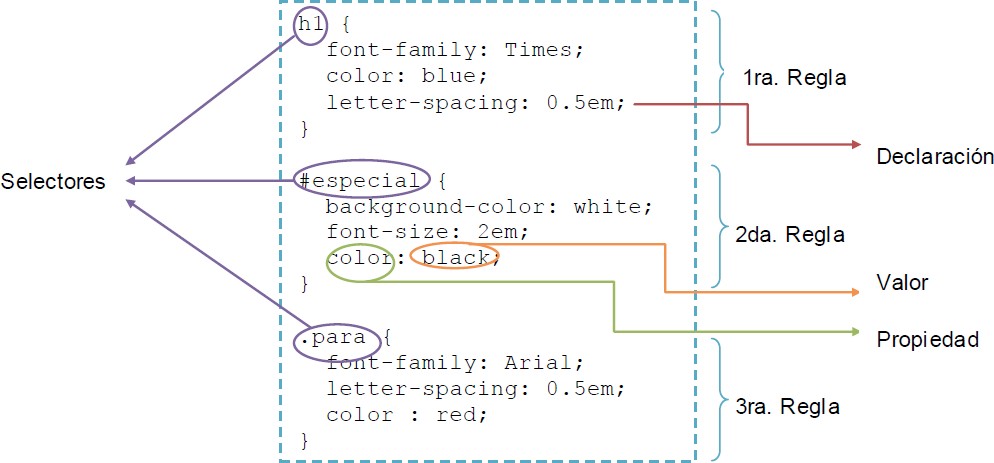 h1 {
font-family: Times;
color: blue;
letter-spacing: 0.5em;
}
1ra. Regla
Declaración
Selectores
#especial {
background-color: white;
font-size: 2em;
color: black;
}
2da. Regla
Valor
Propiedad
.para {
font-family: Arial;
letter-spacing: 0.5em;
color : red;
}
3ra. Regla